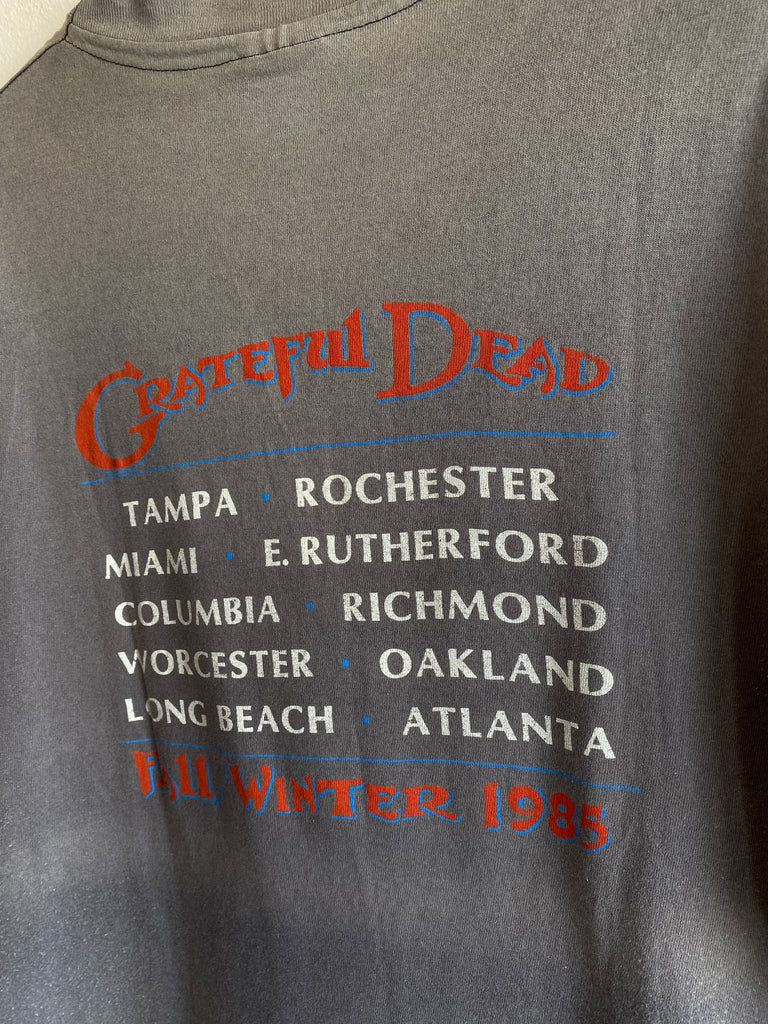 Grateful Dead
TAMPA · ROCHESTER
MIAMI · E. RUTHERFORD
COLUMBIA · RICHMOND
WORCESTER · OAKLAND
LONG BEACH · ATLANTA
Fall Winter 1985